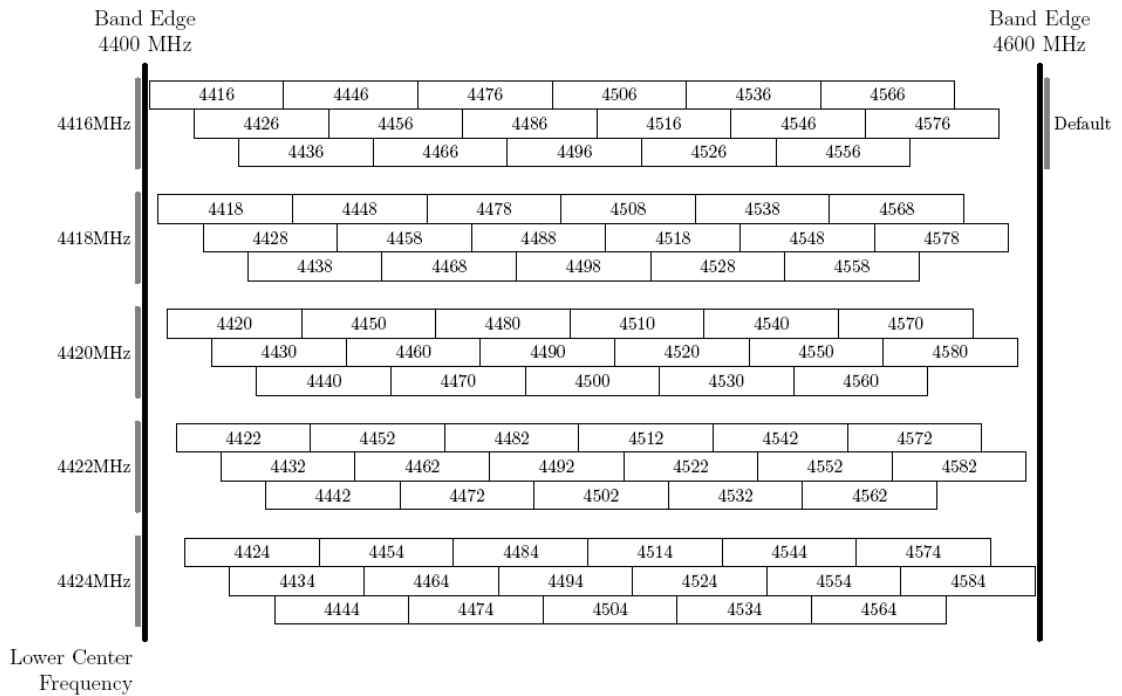 Band Edge
4400 MHz
Band Edge
4600 MHz
4416 4446 4476 4506 4536 4566
4416MHz 4426 4456 4486 4516 4546 4576 Default
4436 4466 4496 4526 4556
4418 4448 4478 4508 4538 4568
4418MHz 4428 4458 4488 4518 4548 4578
4438 4468 4498 4528 4558
4420 4450 4480 4510 4540 4570
4420MHz 4430 4460 4490 4520 4550 4580
4440 4470 4500 4530 4560
4422 4452 4482 4512 4542 4572
4422MHz 4432 4462 4492 4522 4552 4582
4442 4472 4502 4532 4562
4424 4454 4484 4514 4544 4574
4424MHz 4434 4464 4494 4524 4554 4584
4444 4474 4504 4534 4564
Lower Center
Frequency